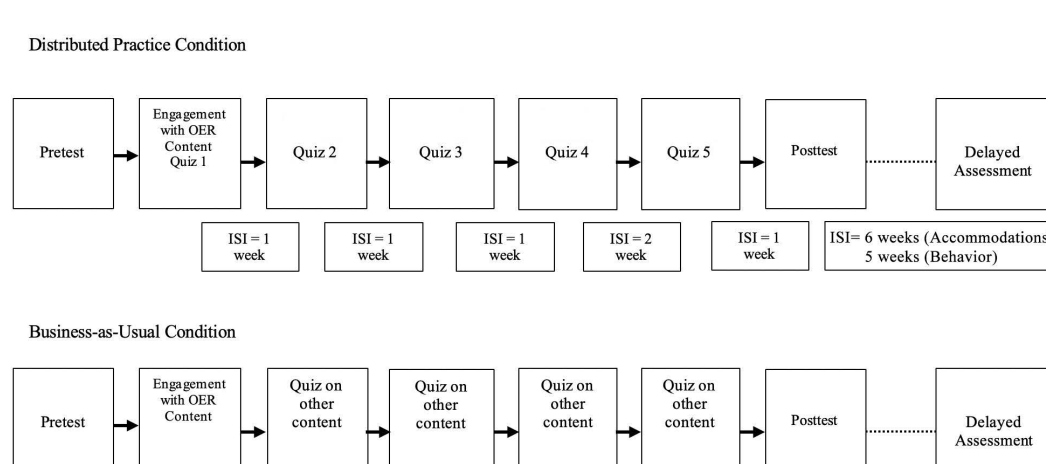 Distributed Practice Condition
Pretest
Engagement
with OER
Content
Quiz 1
Quiz 2
Quiz 3
Quiz 4
Quiz 5
Posttest
Delayed
Assessment
ISI = 1
week
ISI = 1
week
ISI = 1
week
ISI = 2
week
ISI = 1
week
ISI= 6 weeks (Accommodations
5 weeks (Behavior)
Business-as-Usual Condition
Pretest
Engagement
with OER
Content
Quiz on
other
content
Quiz on
other
content
Quiz on
other
content
Quiz on
other
content
Posttest
Delayed
Assessment